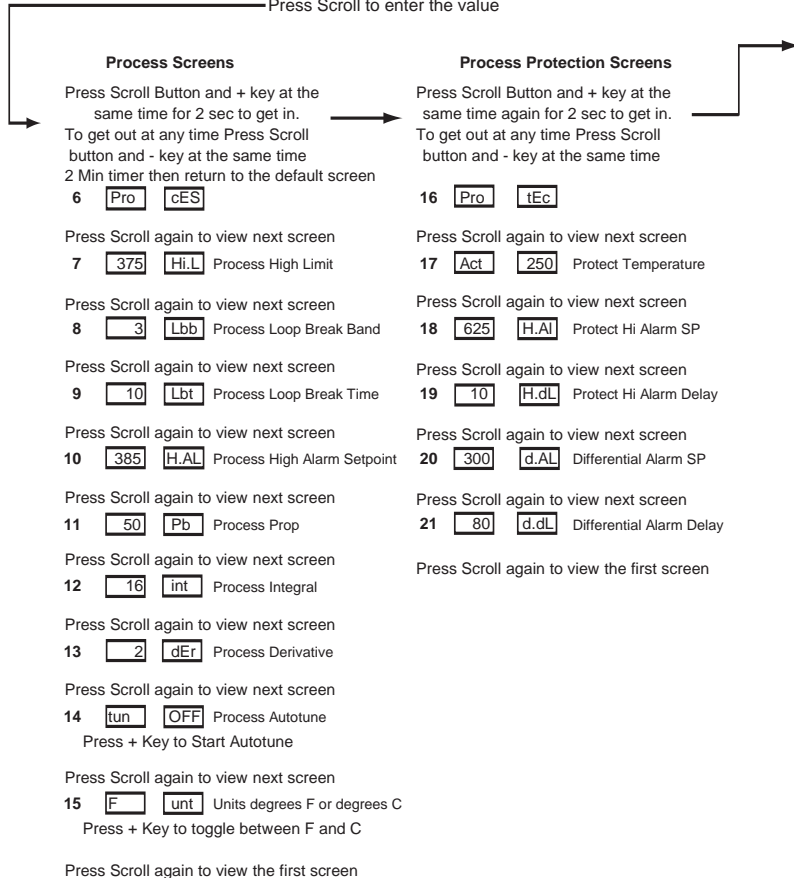 Press Scroll to enter the value
Process Screens
Press Scroll Button and + key at the
same time for 2 sec to get in.
To get out at any time Press Scroll
button and - key at the same time
2 Min timer then return to the default screen
6 Pro cES
Press Scroll again to view next screen
7 375 Hi.L Process High Limit
Press Scroll again to view next screen
8 3 Lbb Process Loop Break Band
Press Scroll again to view next screen
9 10 Lbt Process Loop Break Time
Press Scroll again to view next screen
10 385 H.AL Process High Alarm Setpoint
Press Scroll again to view next screen
11 50 Pb Process Prop
Press Scroll again to view next screen
12 16 int Process Integral
Press Scroll again to view next screen
13 2 dEr Process Derivative
Press Scroll again to view next screen
14 tun OFF Process Autotune
Press + Key to Start Autotune
Press Scroll again to view next screen
15 F unt Units degrees F or degrees C
Press + Key to toggle between F and C
Press Scroll again to view the first screen
Process Protection Screens
Press Scroll Button and + key at the
same time again for 2 sec to get in.
To get out at any time Press Scroll
button and - key at the same time
16 Pro tEc
Press Scroll again to view next screen
17 Act 250 Protect Temperature
Press Scroll again to view next screen
18 625 H.Al Protect Hi Alarm SP
Press Scroll again to view next screen
19 10 H.dL Protect Hi Alarm Delay
Press Scroll again to view next screen
20 300 d.AL Differential Alarm SP
Press Scroll again to view next screen
21 80 d.dL Differential Alarm Delay
Press Scroll again to view the first screen